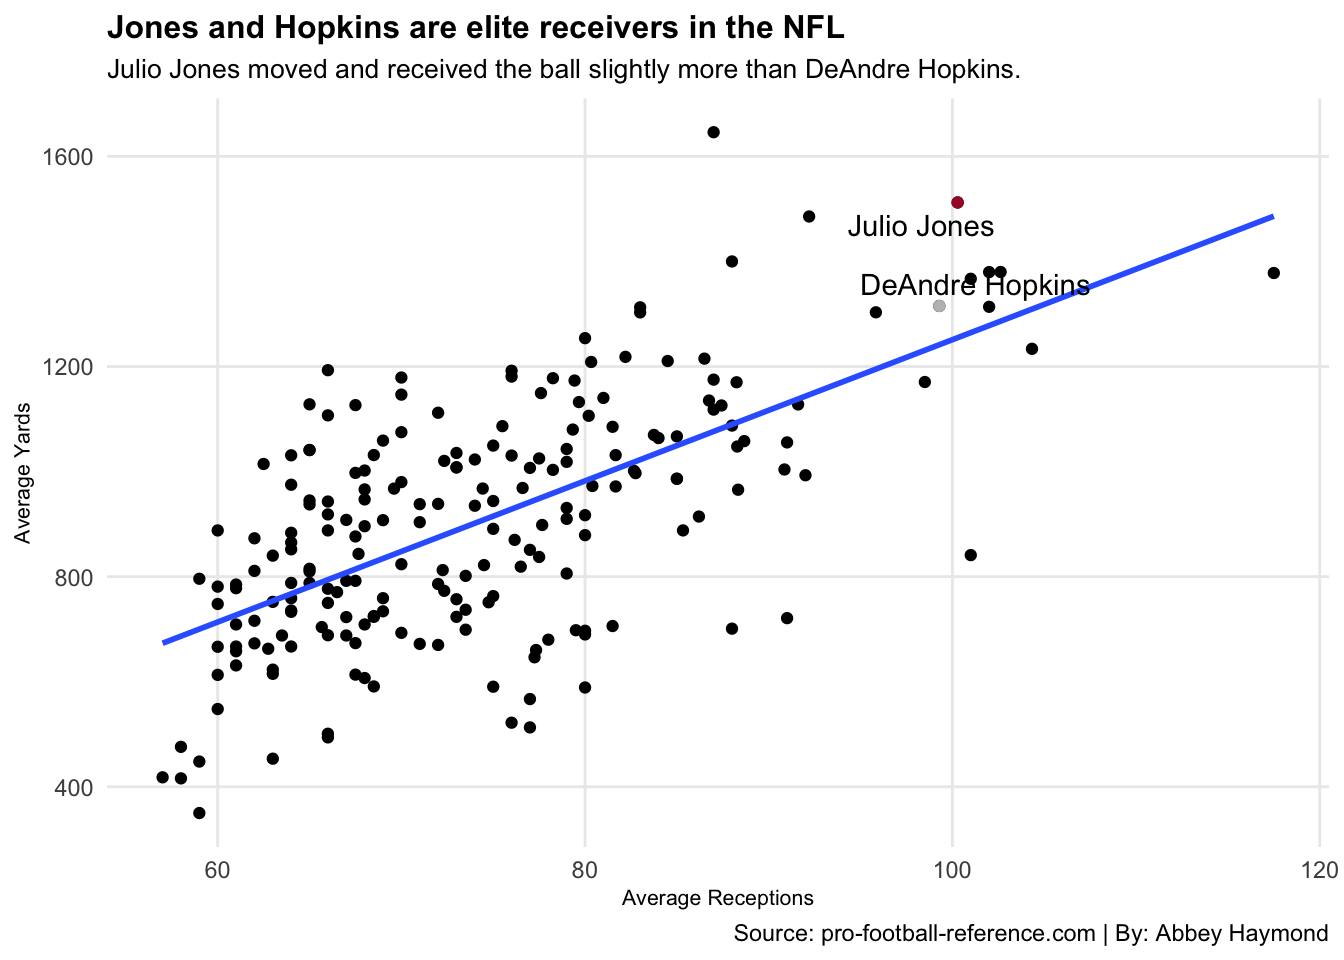 Jones and Hopkins are elite receivers in the NFL
Julio Jones moved and received the ball slightly more than DeAndre Hopkins.
1600
Julio Jones
DeAndre Hopkins
1200
Average Yards
800
400
60
80
100
120
Average Receptions
Source: pro-football-reference.com | By: Abbey Haymond